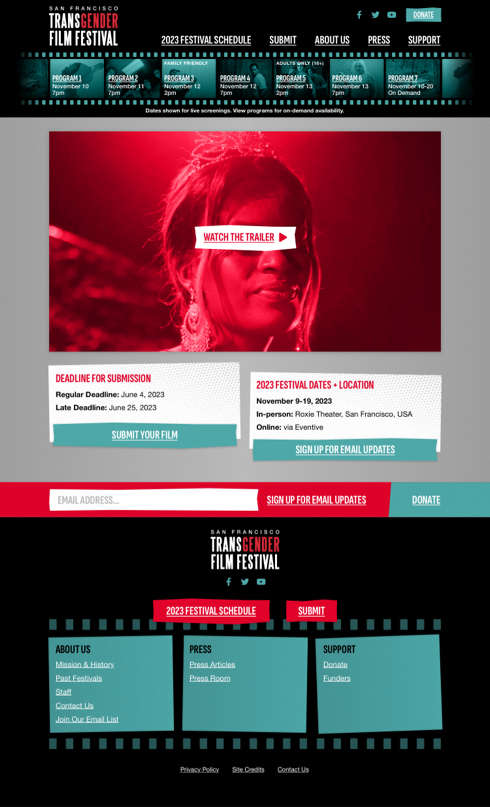 SAN FRANCISCO
TRANSGENDER
FILM FESTIVAL
DONATE
2023 FESTIVAL SCHEDULE SUBMIT ABOUT US PRESS SUPPORT
FAMILY FRIENDLY
ADULTS ONLY (18+)
PROGRAM 1
November 10
7pm
PROGRAM 2
November 11
7pm
PROGRAM 3
November 12
2pm
PROGRAM 4
November 12
7pm
PROGRAM 5
November 13
2pm
PROGRAM 6
November 13
7pm
PROGRAM 7
November 10-20
On Demand
Dates shown for live screenings. View programs for on-demand availability.
WATCH THE TRAILER
DEADLINE FOR SUBMISSION
Regular Deadline: June 4, 2023
Late Deadline: June 25, 2023
SUBMIT YOUR FILM
2023 FESTIVAL DATES + LOCATION
November 9-19, 2023
In-person: Roxie Theater, San Francisco, USA
Online: via Eventive
SIGN UP FOR EMAIL UPDATES
EMAIL ADDRESS... SIGN UP FOR EMAIL UPDATES DONATE
SAN FRANCISCO
TRANSGENDER
FILM FESTIVAL
2023 FESTIVAL SCHEDULE SUBMIT
ABOUT US
Mission & History
Past Festivals
Staff
Contact Us
Join Our Email List
PRESS
Press Articles
Press Room
SUPPORT
Donate
Funders
Privacy Policy Site Credits Contact Us